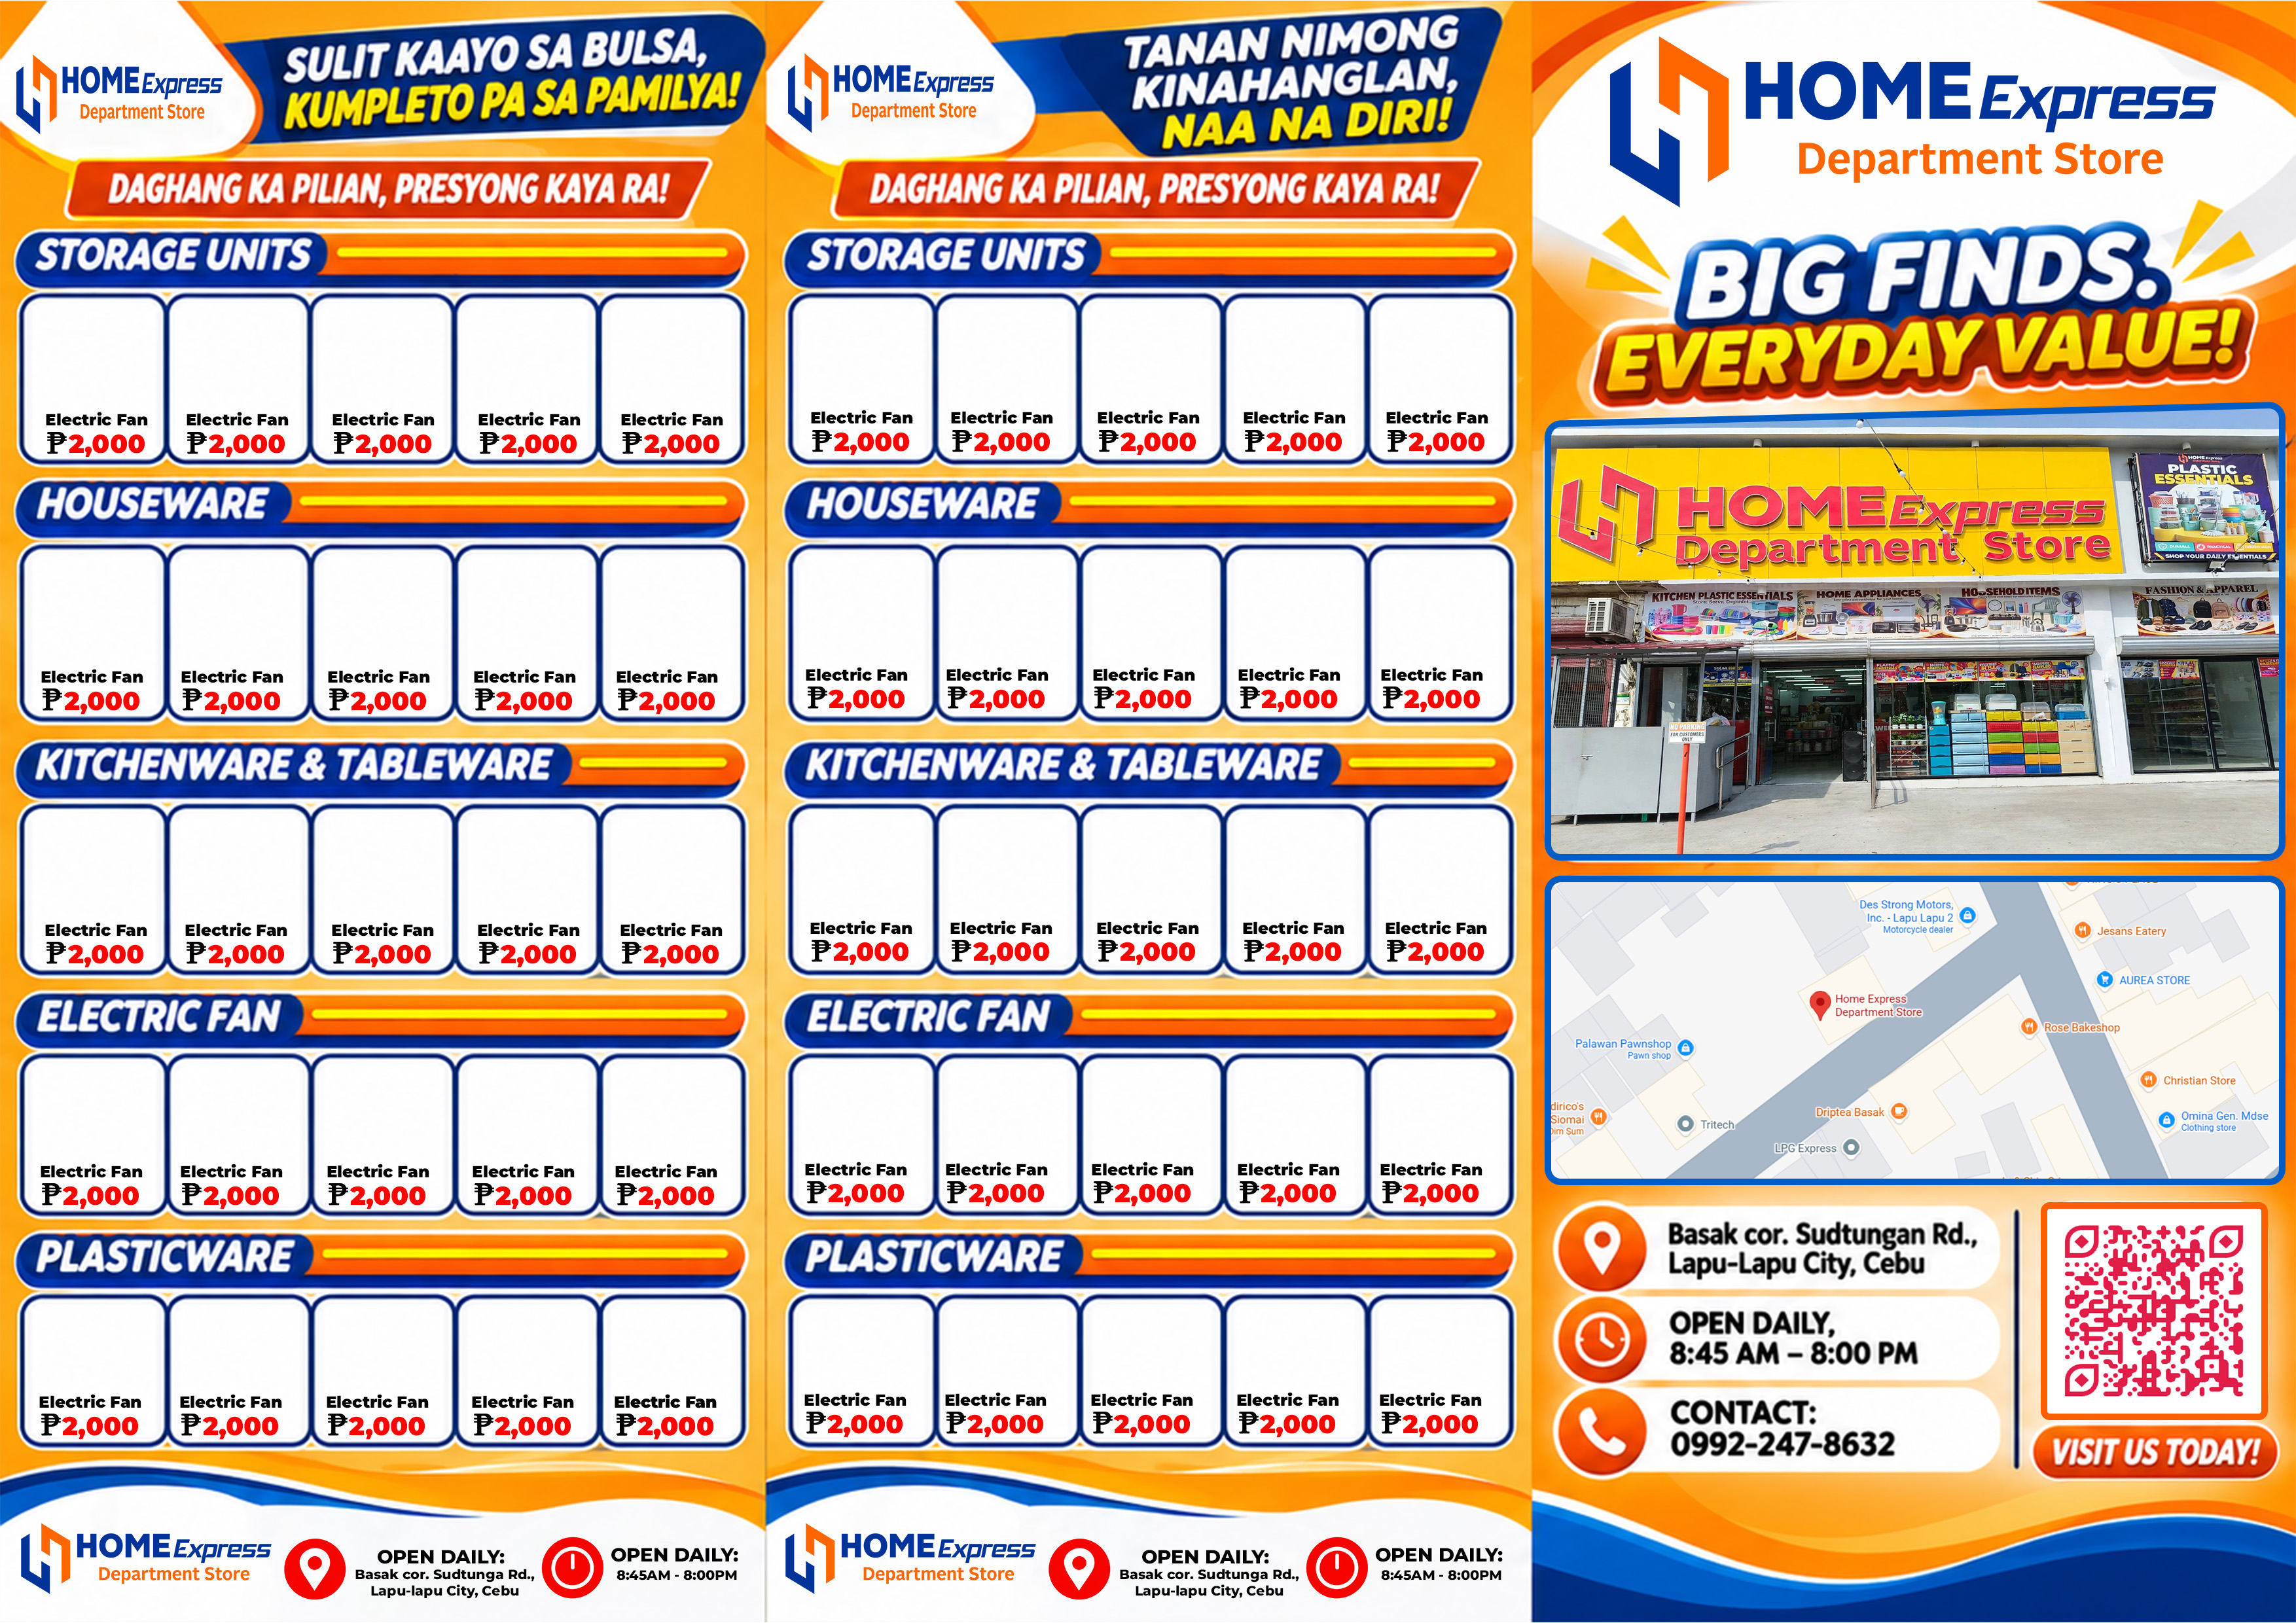 HOME Express
Department Store
SULIT KAAYO SA BULSA,
KUMPLETO PA SA PAMILYA!
DAGHANG KA PILIAN, PRESYONG KAYA RA!
STORAGE UNITS
Electric Fan Electric Fan Electric Fan Electric Fan Electric Fan
₱2,000 ₱2,000 ₱2,000 ₱2,000 ₱2,000
HOUSEWARE
Electric Fan Electric Fan Electric Fan Electric Fan Electric Fan
₱2,000 ₱2,000 ₱2,000 ₱2,000 ₱2,000
KITCHENWARE & TABLEWARE
Electric Fan Electric Fan Electric Fan Electric Fan Electric Fan
₱2,000 ₱2,000 ₱2,000 ₱2,000 ₱2,000
ELECTRIC FAN
Electric Fan Electric Fan Electric Fan Electric Fan Electric Fan
₱2,000 ₱2,000 ₱2,000 ₱2,000 ₱2,000
PLASTICWARE
Electric Fan Electric Fan Electric Fan Electric Fan Electric Fan
₱2,000 ₱2,000 ₱2,000 ₱2,000 ₱2,000
HOME Express
Department Store
OPEN DAILY:
Basak cor. Sudtunga Rd.,
Lapu-lapu City, Cebu
OPEN DAILY:
8:45AM - 8:00PM
HOME Express
Department Store
TANAN NIMONG
KINAHANGLAN,
NAA NA DIRI!
DAGHANG KA PILIAN, PRESYONG KAYA RA!
STORAGE UNITS
Electric Fan Electric Fan Electric Fan Electric Fan Electric Fan
₱2,000 ₱2,000 ₱2,000 ₱2,000 ₱2,000
HOUSEWARE
Electric Fan Electric Fan Electric Fan Electric Fan Electric Fan
₱2,000 ₱2,000 ₱2,000 ₱2,000 ₱2,000
KITCHENWARE & TABLEWARE
Electric Fan Electric Fan Electric Fan Electric Fan Electric Fan
₱2,000 ₱2,000 ₱2,000 ₱2,000 ₱2,000
ELECTRIC FAN
Electric Fan Electric Fan Electric Fan Electric Fan Electric Fan
₱2,000 ₱2,000 ₱2,000 ₱2,000 ₱2,000
PLASTICWARE
Electric Fan Electric Fan Electric Fan Electric Fan Electric Fan
₱2,000 ₱2,000 ₱2,000 ₱2,000 ₱2,000
HOME Express
Department Store
OPEN DAILY:
Basak cor. Sudtunga Rd.,
Lapu-lapu City, Cebu
OPEN DAILY:
8:45AM - 8:00PM
HOME Express
Department Store
BIG FINDS.
EVERYDAY VALUE!
HOME Express
Department Store
HOME Express
PLASTIC
ESSENTIALS
SHOP YOUR DAILY ESSENTIALS
KITCHEN PLASTIC ESSENTIALS
HOME APPLIANCES
HOUSEHOLD ITEMS
FASHION & APPAREL
NO PARKING
FOR CUSTOMERS
ONLY
Des Strong Motors,
Inc. - Lapu Lapu 2
Motorcycle dealer
Jesans Eatery
AUREA STORE
Home Express
Department Store
Rose Bakeshop
Palawan Pawnshop
Pawn shop
Christian Store
dirico's
Siomai
Dim Sum
Driptea Basak
Omina Gen. Mdse
Clothing store
Tritech
LPG Express
Basak cor. Sudtungan Rd.,
Lapu-Lapu City, Cebu
OPEN DAILY,
8:45 AM – 8:00 PM
CONTACT:
0992-247-8632
VISIT US TODAY!